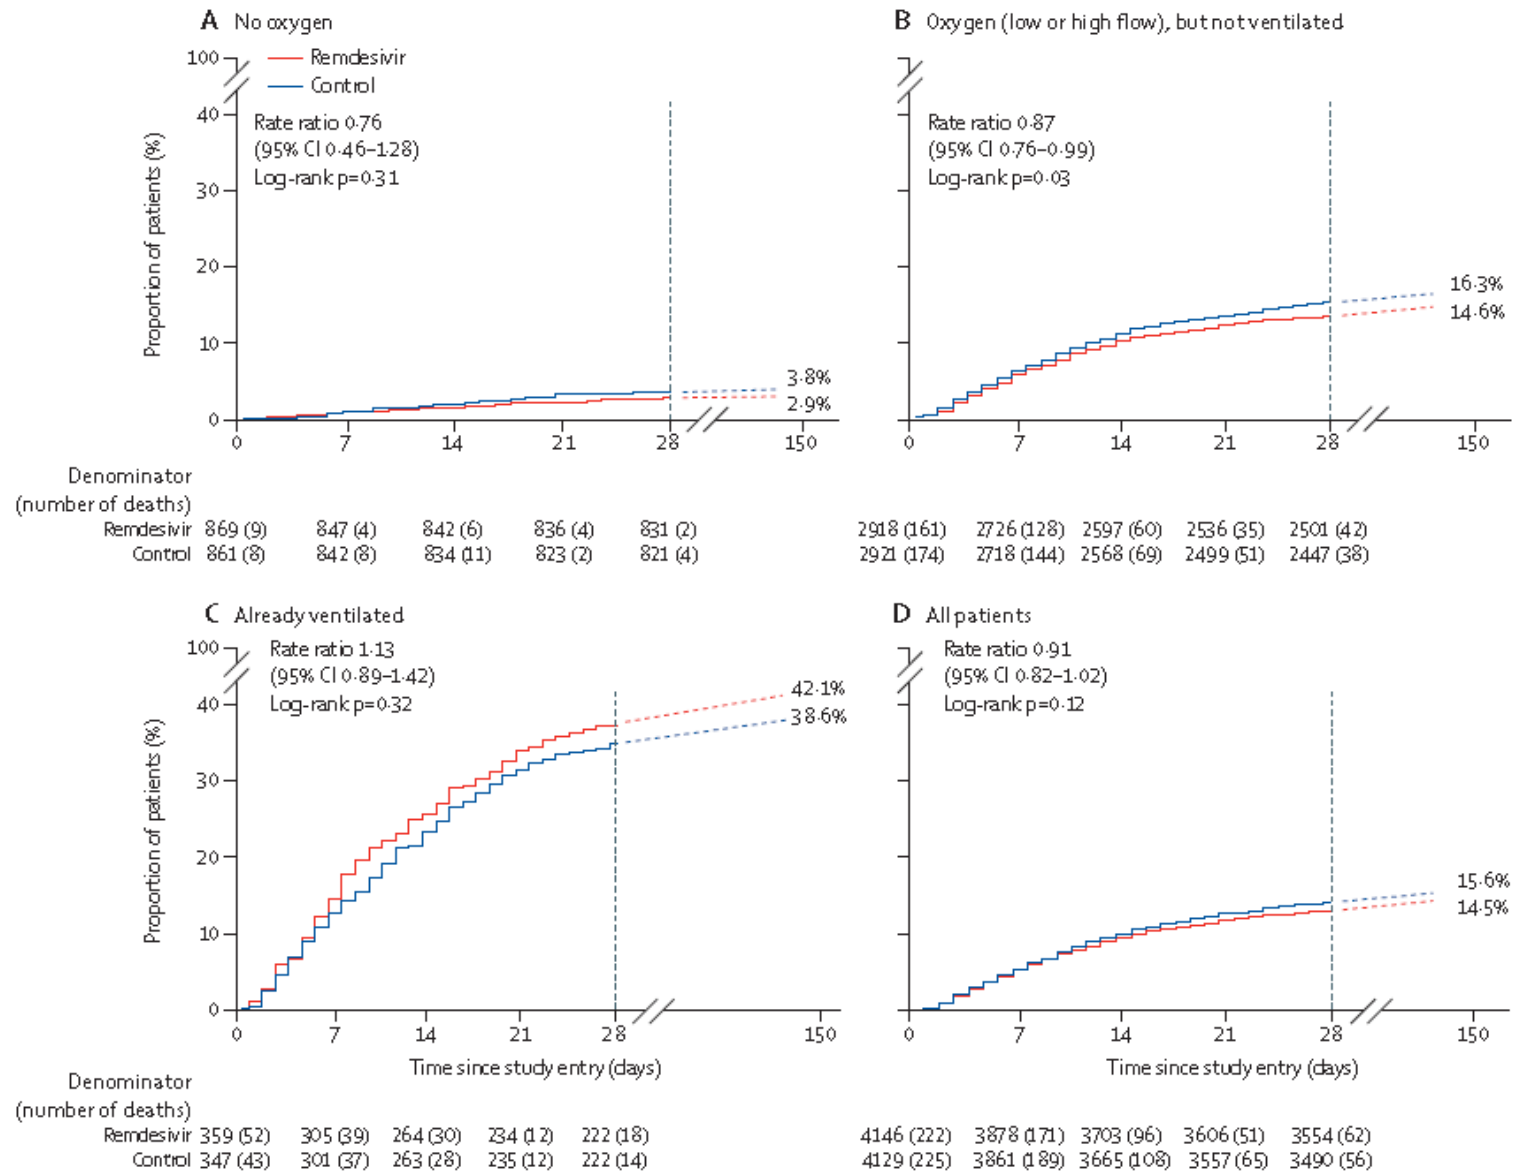 A No oxygen
Remdesivir
Control
100
40
30
20
10
0
Proportion of patients (%)
Rate ratio 0·76
(95% CI 0·46–1·28)
Log-rank p=0·31
3·8%
2·9%
0 7 14 21 28 150
B Oxygen (low or high flow), but not ventilated
Rate ratio 0·87
(95% CI 0·76–0·99)
Log-rank p=0·03
16·3%
14·6%
0 7 14 21 28 150
Denominator
(number of deaths)
Remdesivir 869 (9) 847 (4) 842 (6) 836 (4) 831 (2) 2918 (161) 2726 (128) 2597 (60) 2536 (35) 2501 (42)
Control 861 (8) 842 (8) 834 (11) 823 (2) 821 (4) 2921 (174) 2718 (144) 2568 (69) 2499 (51) 2447 (38)
C Already ventilated
100
40
30
20
10
0
Proportion of patients (%)
Rate ratio 1·13
(95% CI 0·89–1·42)
Log-rank p=0·32
42·1%
38·6%
0 7 14 21 28 150
Time since study entry (days)
D All patients
Rate ratio 0·91
(95% CI 0·82–1·02)
Log-rank p=0·12
15·6%
14·5%
0 7 14 21 28 150
Time since study entry (days)
Denominator
(number of deaths)
Remdesivir 359 (52) 305 (39) 264 (30) 234 (12) 222 (18) 4146 (222) 3878 (171) 3703 (96) 3606 (51) 3554 (62)
Control 347 (43) 301 (37) 263 (28) 235 (12) 222 (14) 4129 (225) 3861 (189) 3665 (108) 3557 (65) 3490 (56)